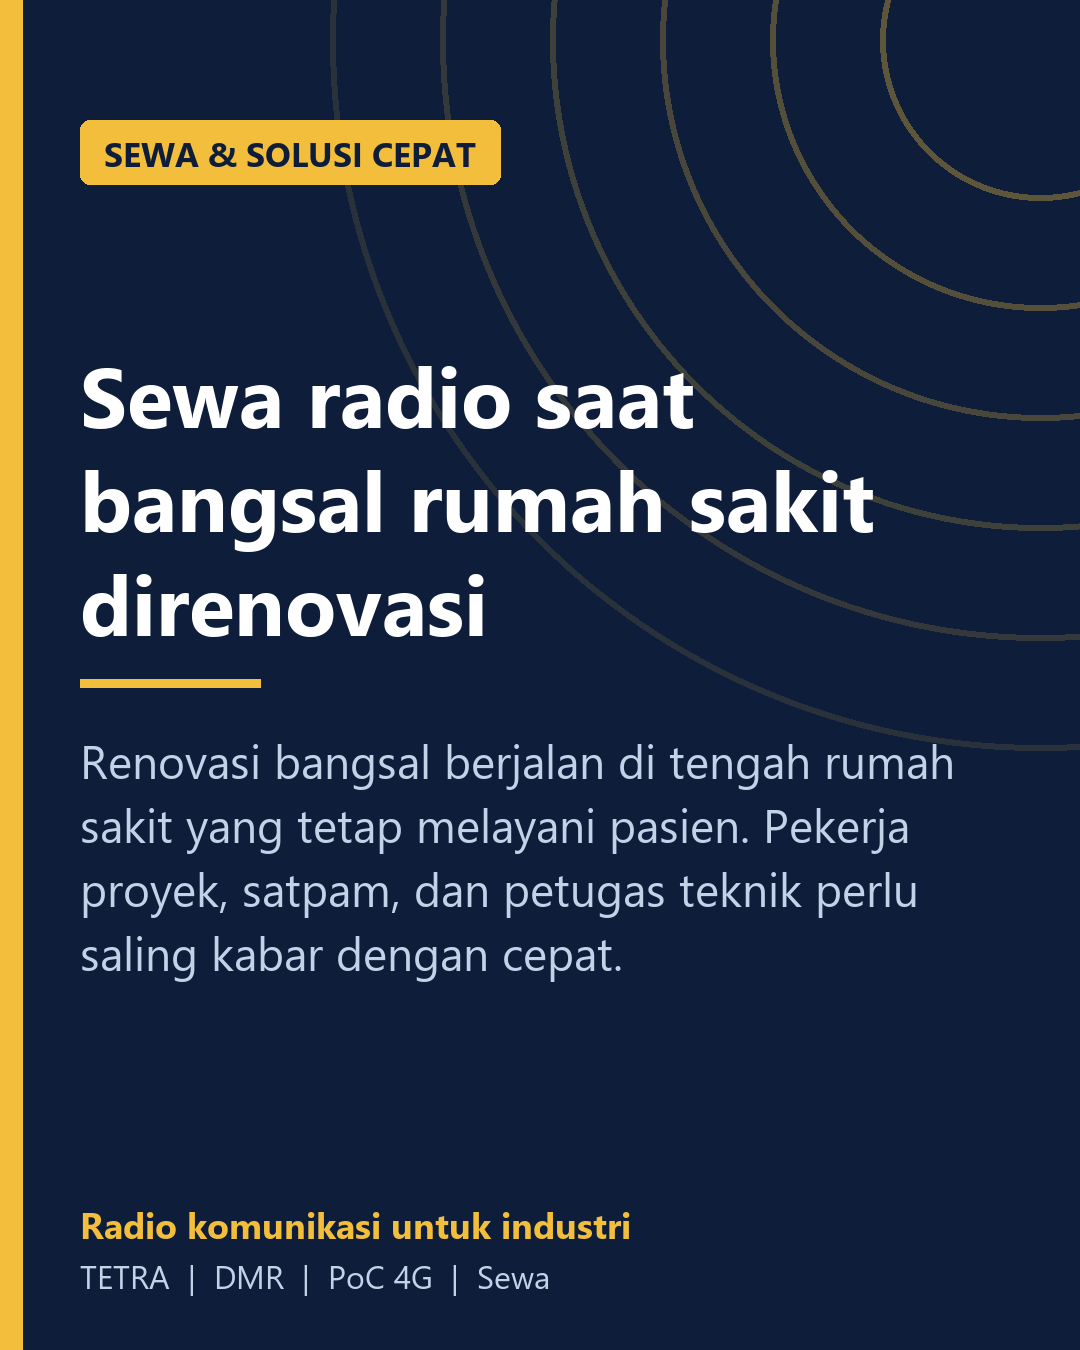 SEWA & SOLUSI CEPAT
Sewa radio saat
bangsal rumah sakit
direnovasi
Renovasi bangsal berjalan di tengah rumah
sakit yang tetap melayani pasien. Pekerja
proyek, satpam, dan petugas teknik perlu
saling kabar dengan cepat.
Radio komunikasi untuk industri
TETRA | DMR | PoC 4G | Sewa